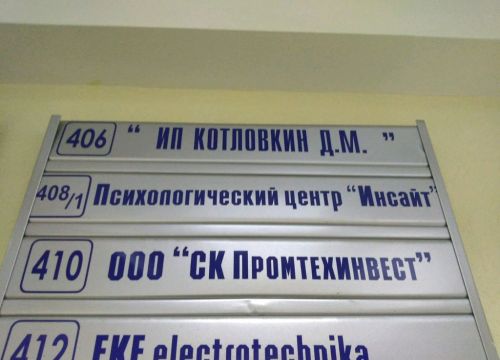 406 " ИП КОТЛОВКИН Д.М. "
408/1 Психологический центр "Инсайт"
410 ООО "СК Промтехинвест"
412 EKF electrotechnika